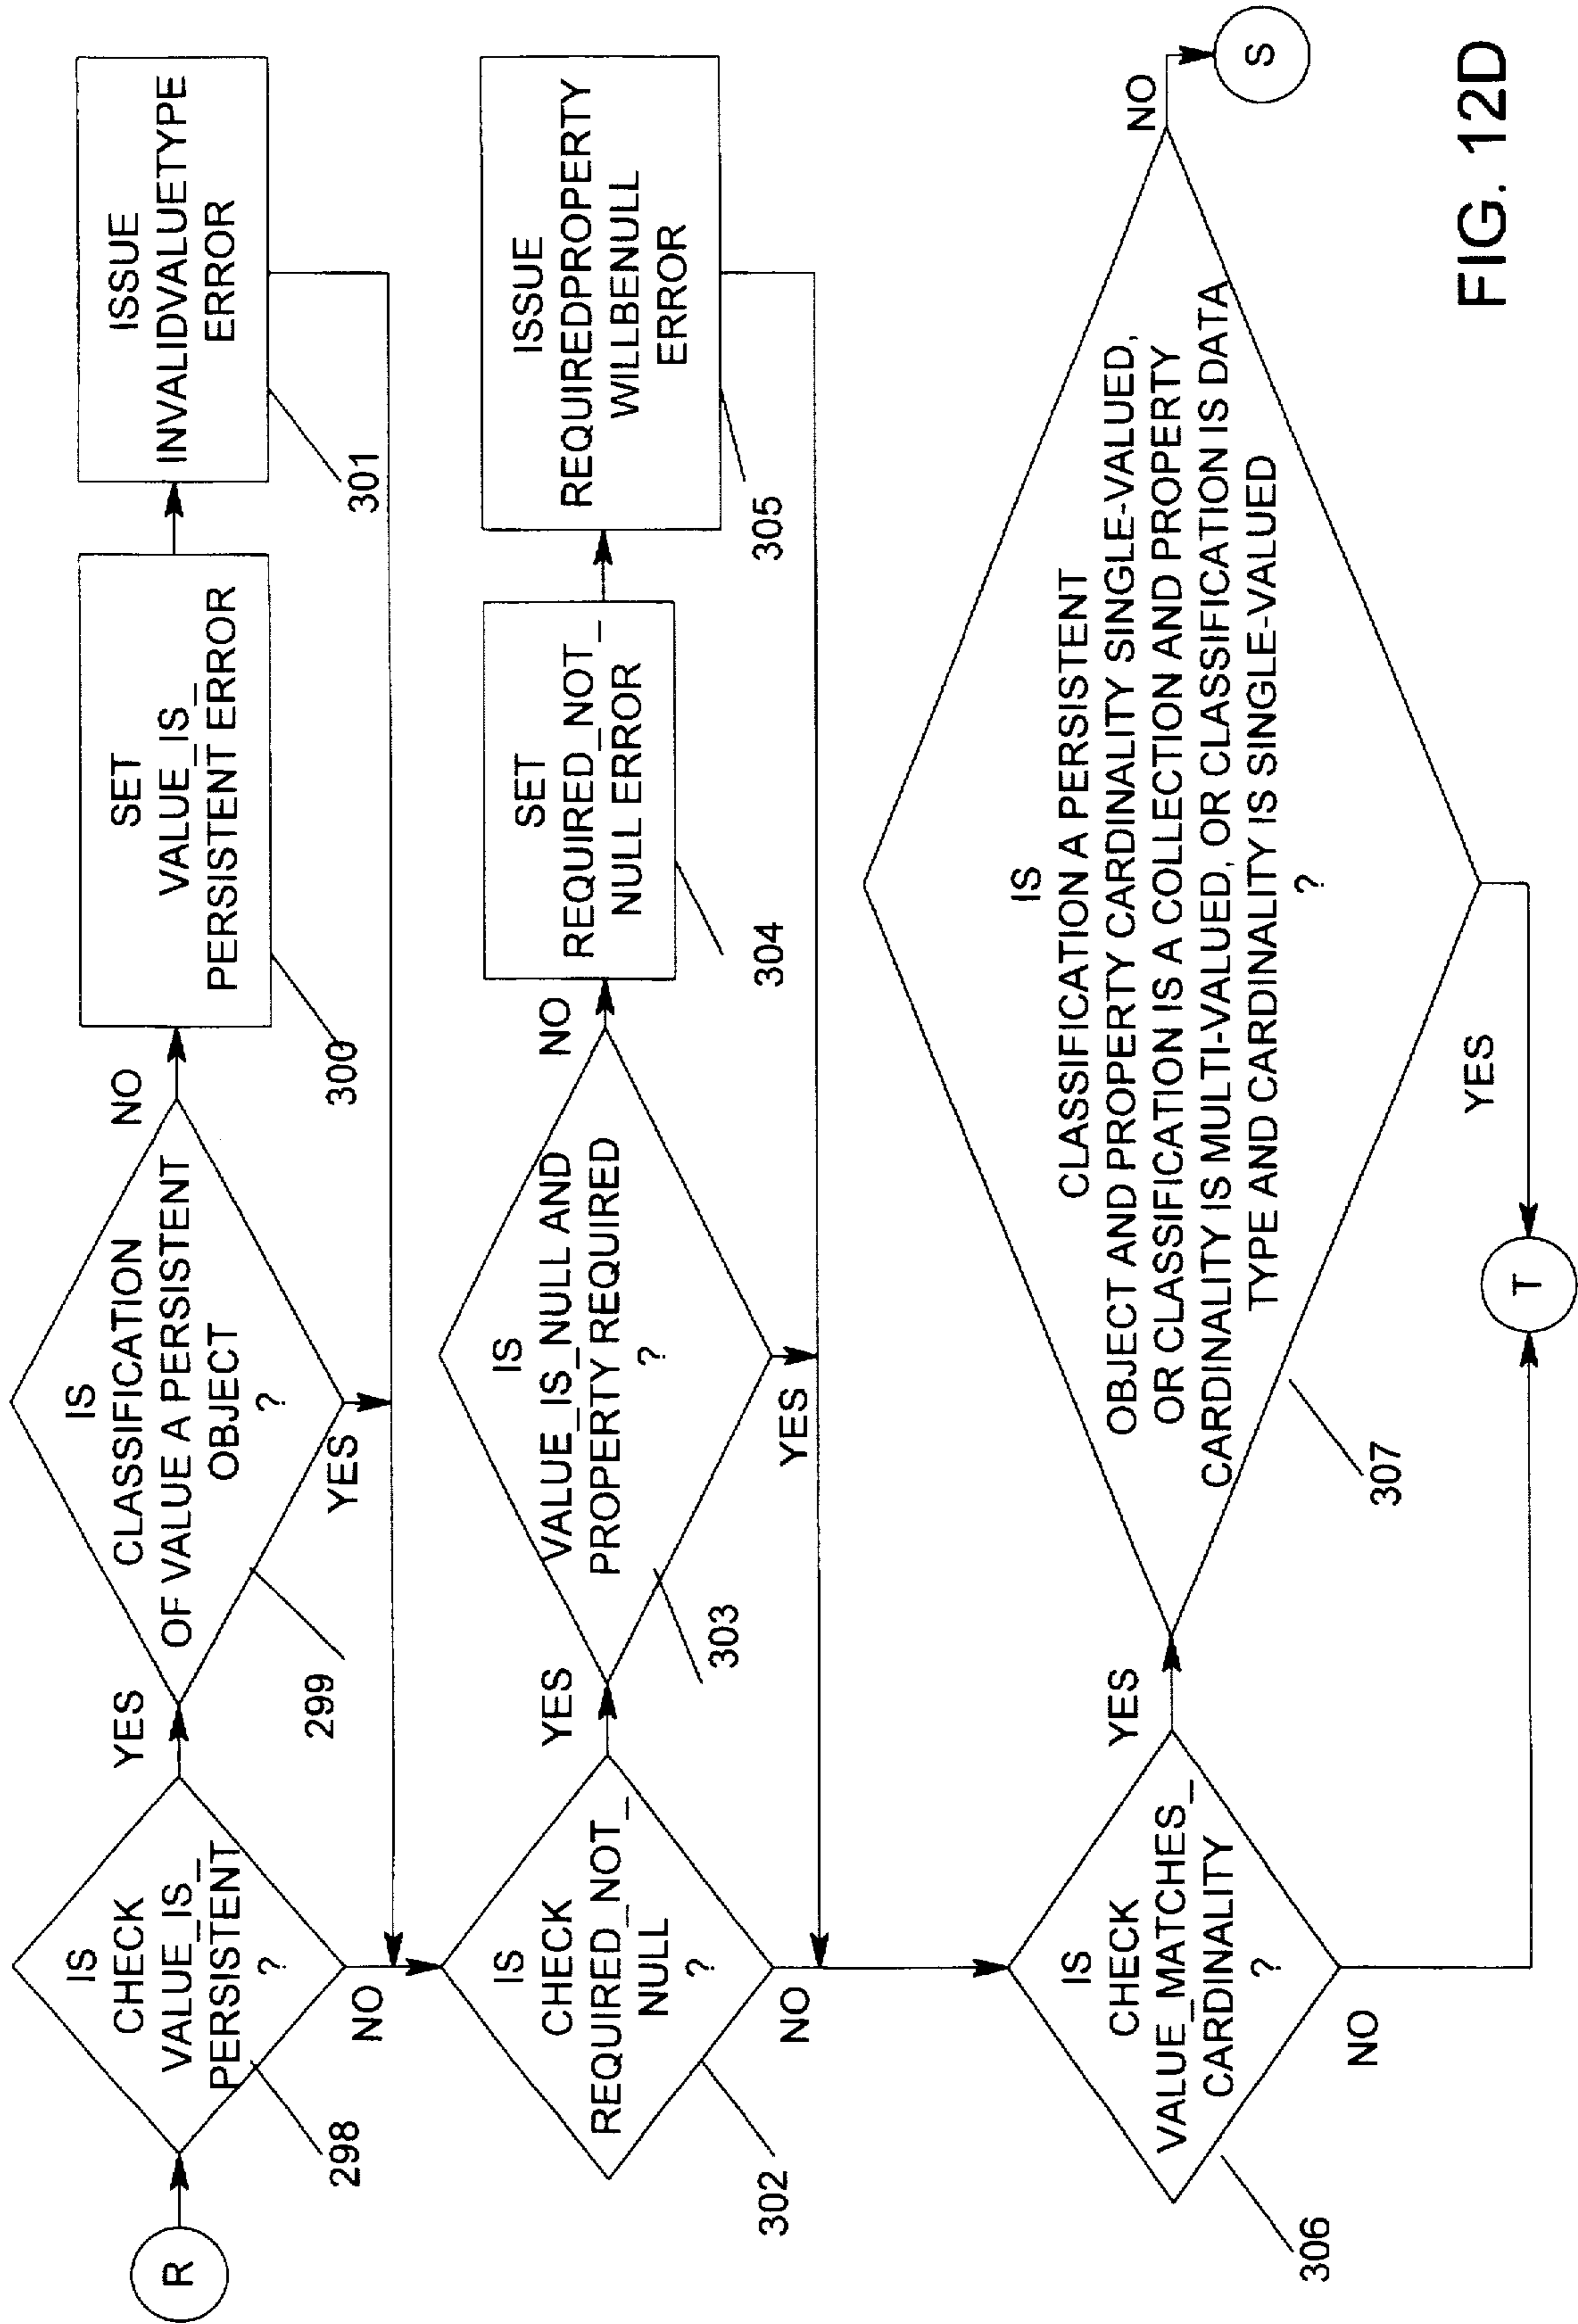 R
IS
CHECK
VALUE_IS_
PERSISTENT
?
298
YES
NO
IS
CLASSIFICATION
OF VALUE A PERSISTENT
OBJECT
?
299
NO
YES
SET
VALUE_IS_
PERSISTENT ERROR
300
ISSUE
INVALIDVALUETYPE
ERROR
301
IS
CHECK
REQUIRED_NOT_
NULL
?
302
YES
NO
IS
VALUE_IS_NULL AND
PROPERTY REQUIRED
?
303
NO
YES
SET
REQUIRED_NOT_
NULL ERROR
304
ISSUE
REQUIREDPROPERTY
WILLBENULL
ERROR
305
IS
CHECK
VALUE_MATCHES_
CARDINALITY
?
306
YES
NO
IS
CLASSIFICATION A PERSISTENT
OBJECT AND PROPERTY CARDINALITY SINGLE-VALUED,
OR CLASSIFICATION IS A COLLECTION AND PROPERTY
CARDINALITY IS MULTI-VALUED, OR CLASSIFICATION IS DATA
TYPE AND CARDINALITY IS SINGLE-VALUED
?
307
NO
S
YES
T
FIG. 12D